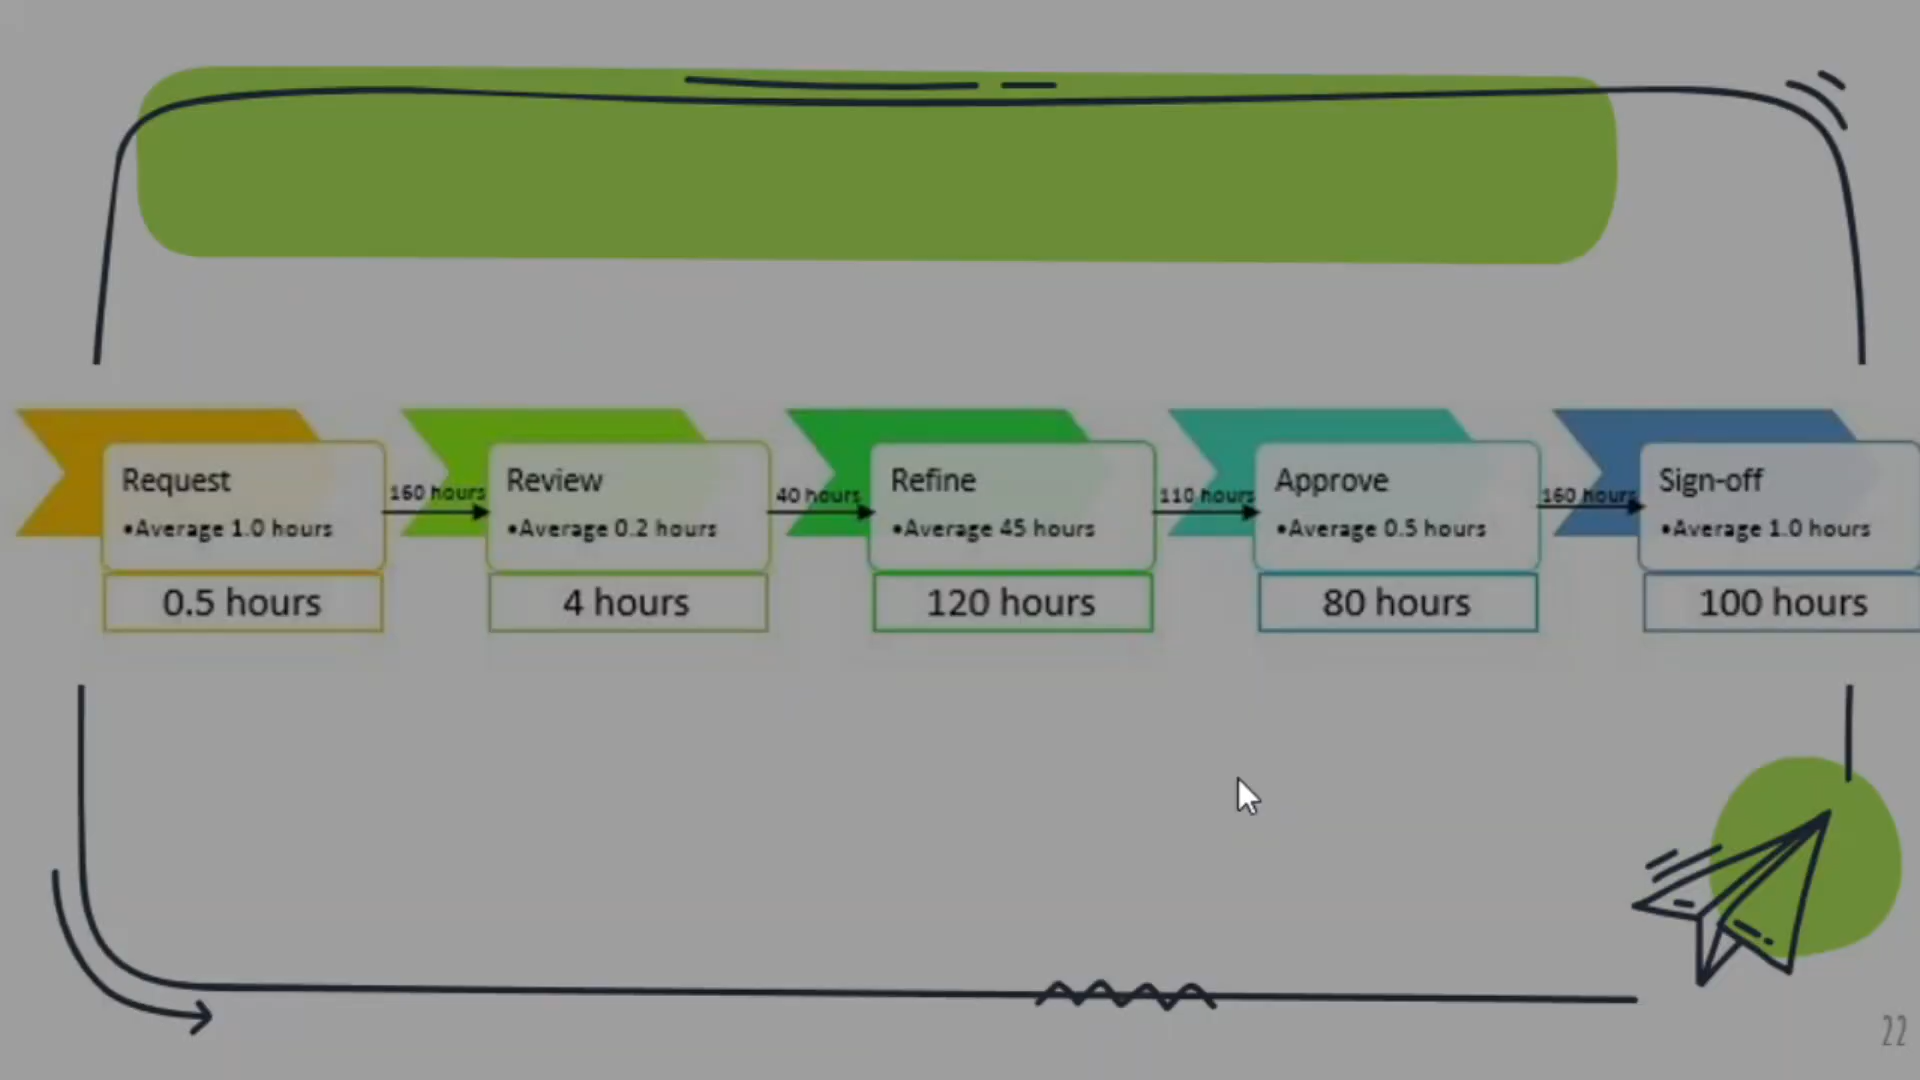 Request
•Average 1.0 hours
0.5 hours
160 hours
Review
•Average 0.2 hours
4 hours
40 hours
Refine
•Average 45 hours
120 hours
110 hours
Approve
•Average 0.5 hours
80 hours
160 hours
Sign-off
•Average 1.0 hours
100 hours
22